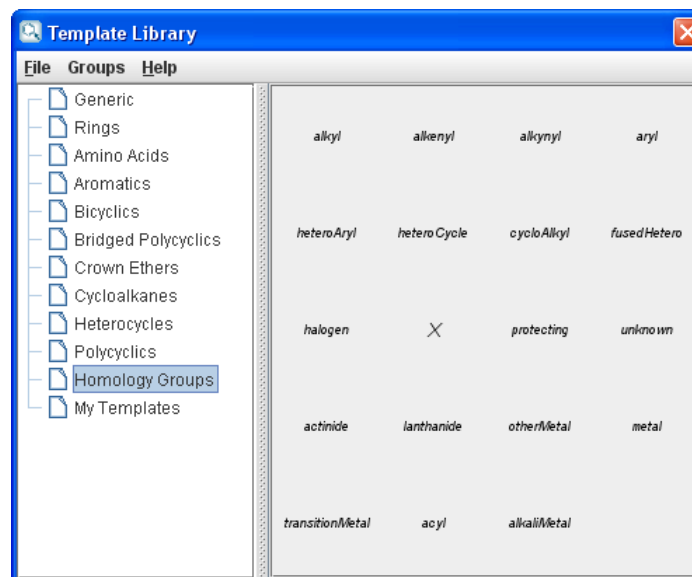 Template Library
File Groups Help
Generic
Rings
Amino Acids
Aromatics
Bicyclics
Bridged Polycyclics
Crown Ethers
Cycloalkanes
Heterocycles
Polycyclics
Homology Groups
My Templates
alkyl alkenyl alkynyl aryl
heteroAryl heteroCycle cycloAlkyl fusedHetero
halogen X protecting unknown
actinide lanthanide otherMetal metal
transitionMetal acyl alkaliMetal